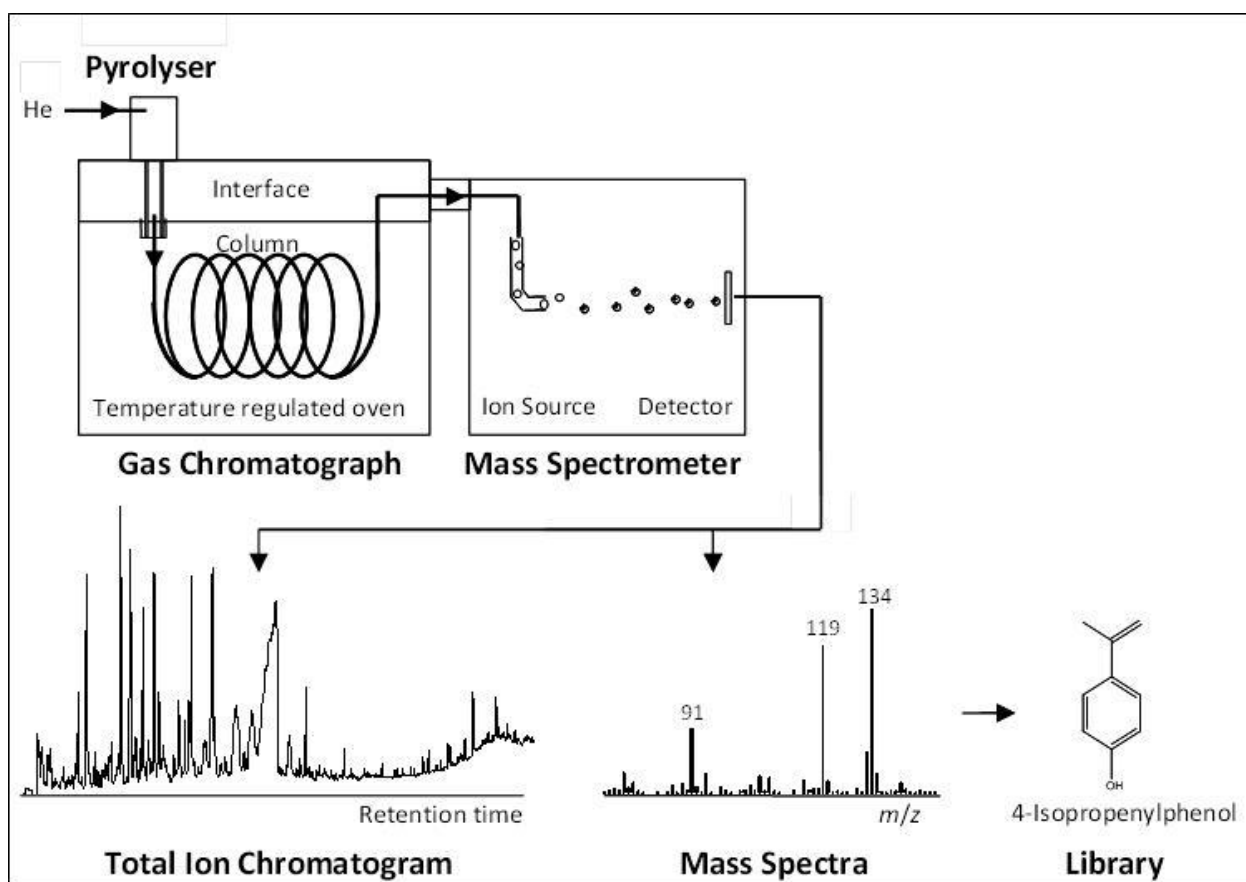 Pyrolyser
He
Interface
Column
Temperature regulated oven
Ion Source
Detector
Gas Chromatograph
Mass Spectrometer
134
119
91
OH
Retention time
m/z
4-Isopropenylphenol
Total Ion Chromatogram
Mass Spectra
Library